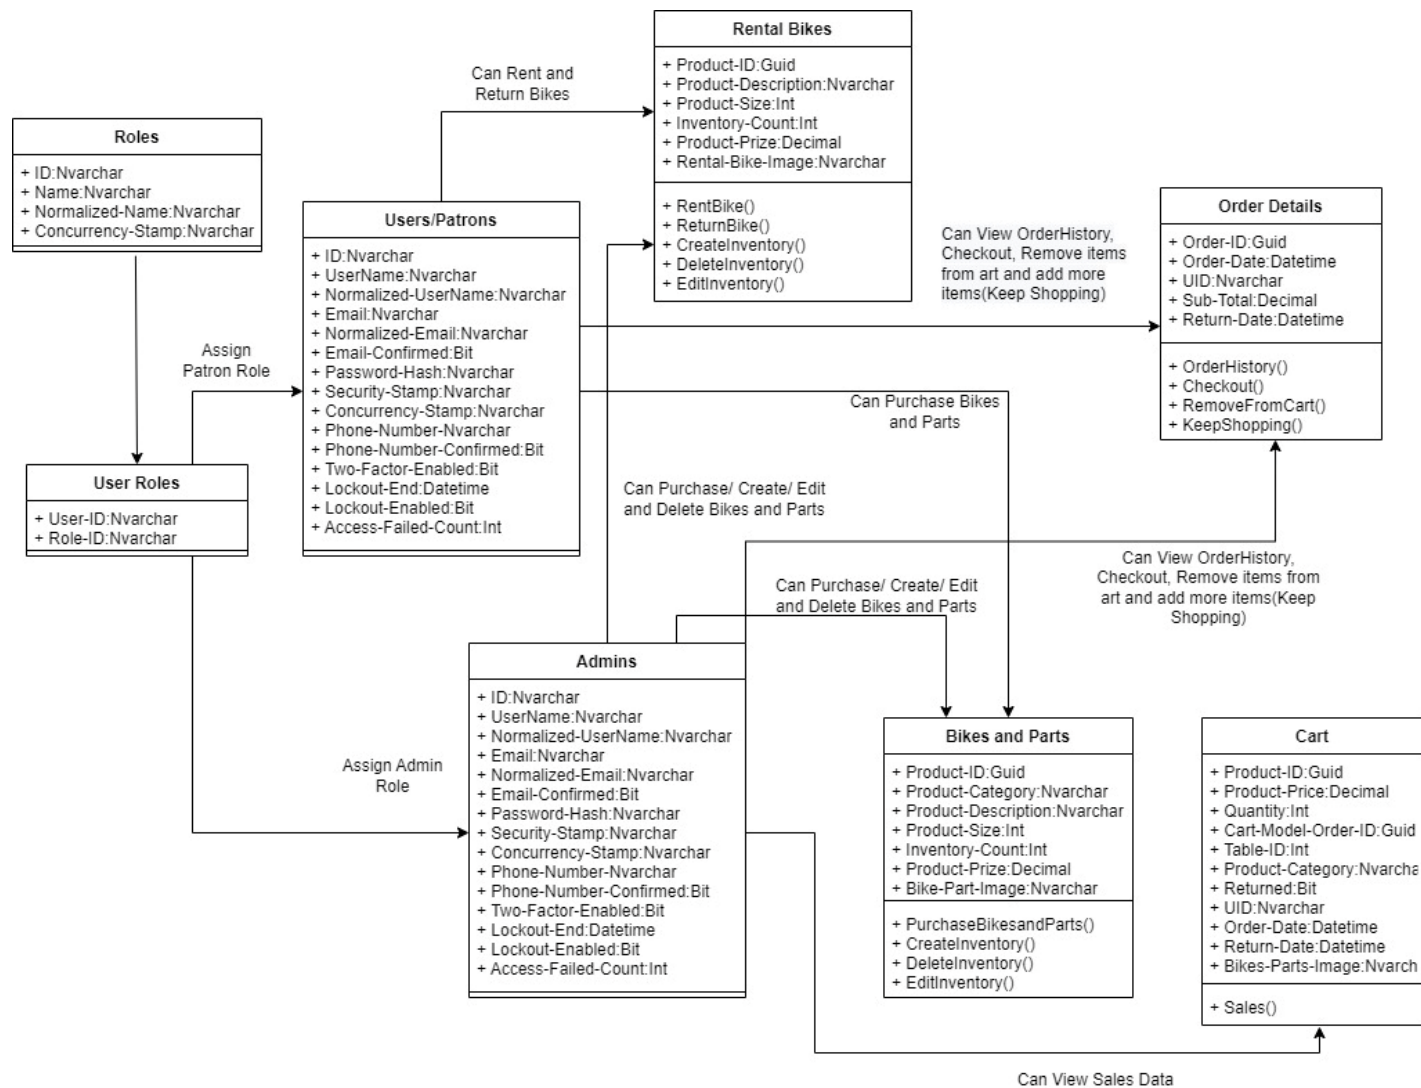 Rental Bikes
+ Product-ID:Guid
+ Product-Description:Nvarchar
+ Product-Size:Int
+ Inventory-Count:Int
+ Product-Prize:Decimal
+ Rental-Bike-Image:Nvarchar
+ RentBike()
+ ReturnBike()
+ CreateInventory()
+ DeleteInventory()
+ EditInventory()
Can Rent and
Return Bikes
Roles
+ ID:Nvarchar
+ Name:Nvarchar
+ Normalized-Name:Nvarchar
+ Concurrency-Stamp:Nvarchar
Users/Patrons
+ ID:Nvarchar
+ UserName:Nvarchar
+ Normalized-UserName:Nvarchar
+ Email:Nvarchar
+ Normalized-Email:Nvarchar
+ Email-Confirmed:Bit
+ Password-Hash:Nvarchar
+ Security-Stamp:Nvarchar
+ Concurrency-Stamp:Nvarchar
+ Phone-Number-Nvarchar
+ Phone-Number-Confirmed:Bit
+ Two-Factor-Enabled:Bit
+ Lockout-End:Datetime
+ Lockout-Enabled:Bit
+ Access-Failed-Count:Int
Order Details
+ Order-ID:Guid
+ Order-Date:Datetime
+ UID:Nvarchar
+ Sub-Total:Decimal
+ Return-Date:Datetime
+ OrderHistory()
+ Checkout()
+ RemoveFromCart()
+ KeepShopping()
Can View OrderHistory,
Checkout, Remove items
from art and add more
items(Keep Shopping)
Assign
Patron Role
Can Purchase Bikes
and Parts
User Roles
+ User-ID:Nvarchar
+ Role-ID:Nvarchar
Can Purchase/ Create/ Edit
and Delete Bikes and Parts
Can View OrderHistory,
Checkout, Remove items from
art and add more items(Keep
Shopping)
Can Purchase/ Create/ Edit
and Delete Bikes and Parts
Admins
+ ID:Nvarchar
+ UserName:Nvarchar
+ Normalized-UserName:Nvarchar
+ Email:Nvarchar
+ Normalized-Email:Nvarchar
+ Email-Confirmed:Bit
+ Password-Hash:Nvarchar
+ Security-Stamp:Nvarchar
+ Concurrency-Stamp:Nvarchar
+ Phone-Number-Nvarchar
+ Phone-Number-Confirmed:Bit
+ Two-Factor-Enabled:Bit
+ Lockout-End:Datetime
+ Lockout-Enabled:Bit
+ Access-Failed-Count:Int
Assign Admin
Role
Bikes and Parts
+ Product-ID:Guid
+ Product-Category:Nvarchar
+ Product-Description:Nvarchar
+ Product-Size:Int
+ Inventory-Count:Int
+ Product-Prize:Decimal
+ Bike-Part-Image:Nvarchar
+ PurchaseBikesandParts()
+ CreateInventory()
+ DeleteInventory()
+ EditInventory()
Cart
+ Product-ID:Guid
+ Product-Price:Decimal
+ Quantity:Int
+ Cart-Model-Order-ID:Guid
+ Table-ID:Int
+ Product-Category:Nvarcha
+ Returned:Bit
+ UID:Nvarchar
+ Order-Date:Datetime
+ Return-Date:Datetime
+ Bikes-Parts-Image:Nvarch
+ Sales()
Can View Sales Data